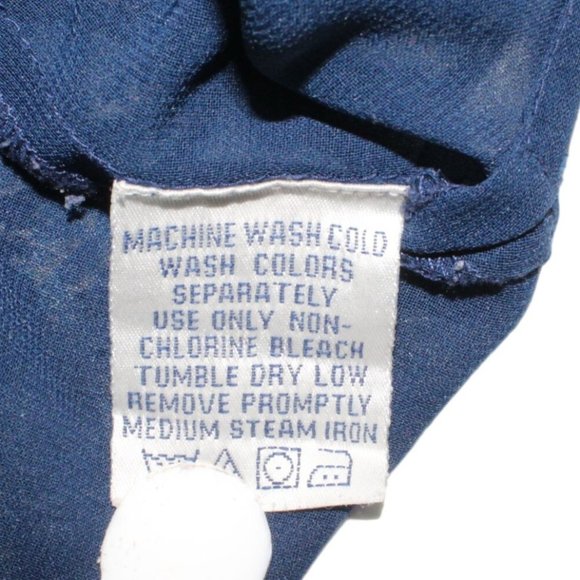 MACHINE WASH COLD
WASH COLORS
SEPARATELY
USE ONLY NON-
CHLORINE BLEACH
TUMBLE DRY LOW
REMOVE PROMPTLY
MEDIUM STEAM IRON